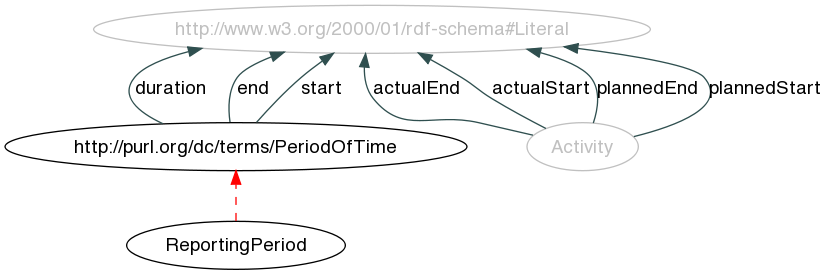 http://www.w3.org/2000/01/rdf-schema#Literal
duration
end
start
actualEnd
actualStart
plannedEnd
plannedStart
http://purl.org/dc/terms/PeriodOfTime
Activity
ReportingPeriod